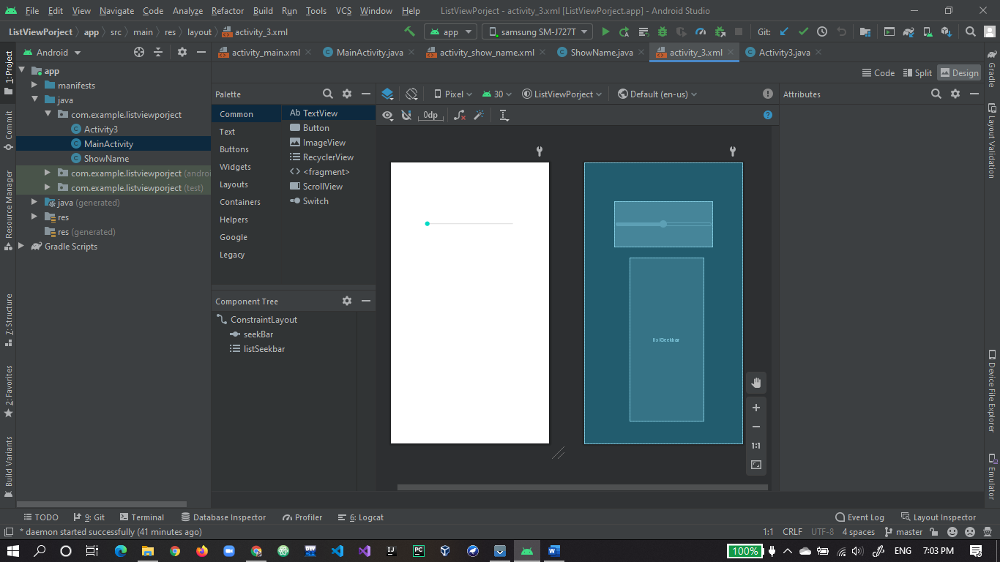 File Edit View Navigate Code Analyze Refactor Build Run Tools VCS Window Help ListViewPorject - activity_3.xml [ListViewPorject.app] - Android Studio
ListViewPorject app src main res layout activity_3.xml app samsung SM-J727T Git:
Android activity_main.xml MainActivity.java activity_show_name.xml ShowName.java activity_3.xml Activity3.java
Code Split Design
1: Project
Commit
Resource Manager
7: Structure
2: Favorites
Build Variants
app
manifests
java
com.example.listviewporject
Activity3
MainActivity
ShowName
com.example.listviewporject (androi
com.example.listviewporject (test)
java (generated)
res
res (generated)
Gradle Scripts
Palette
Common
Text
Buttons
Widgets
Layouts
Containers
Helpers
Google
Legacy
Ab TextView
Button
ImageView
RecyclerView
<fragment>
ScrollView
Switch
Component Tree
ConstraintLayout
seekBar
listSeekbar
Pixel 30 ListViewPorject Default (en-us)
0dp
listSeekbar
1:1
Attributes
Gradle
Layout Validation
Device File Explorer
Emulator
TODO 9: Git Terminal Database Inspector Profiler 6: Logcat Event Log Layout Inspector
* daemon started successfully (41 minutes ago) 1:1 CRLF UTF-8 4 spaces master
100% ENG 7:03 PM